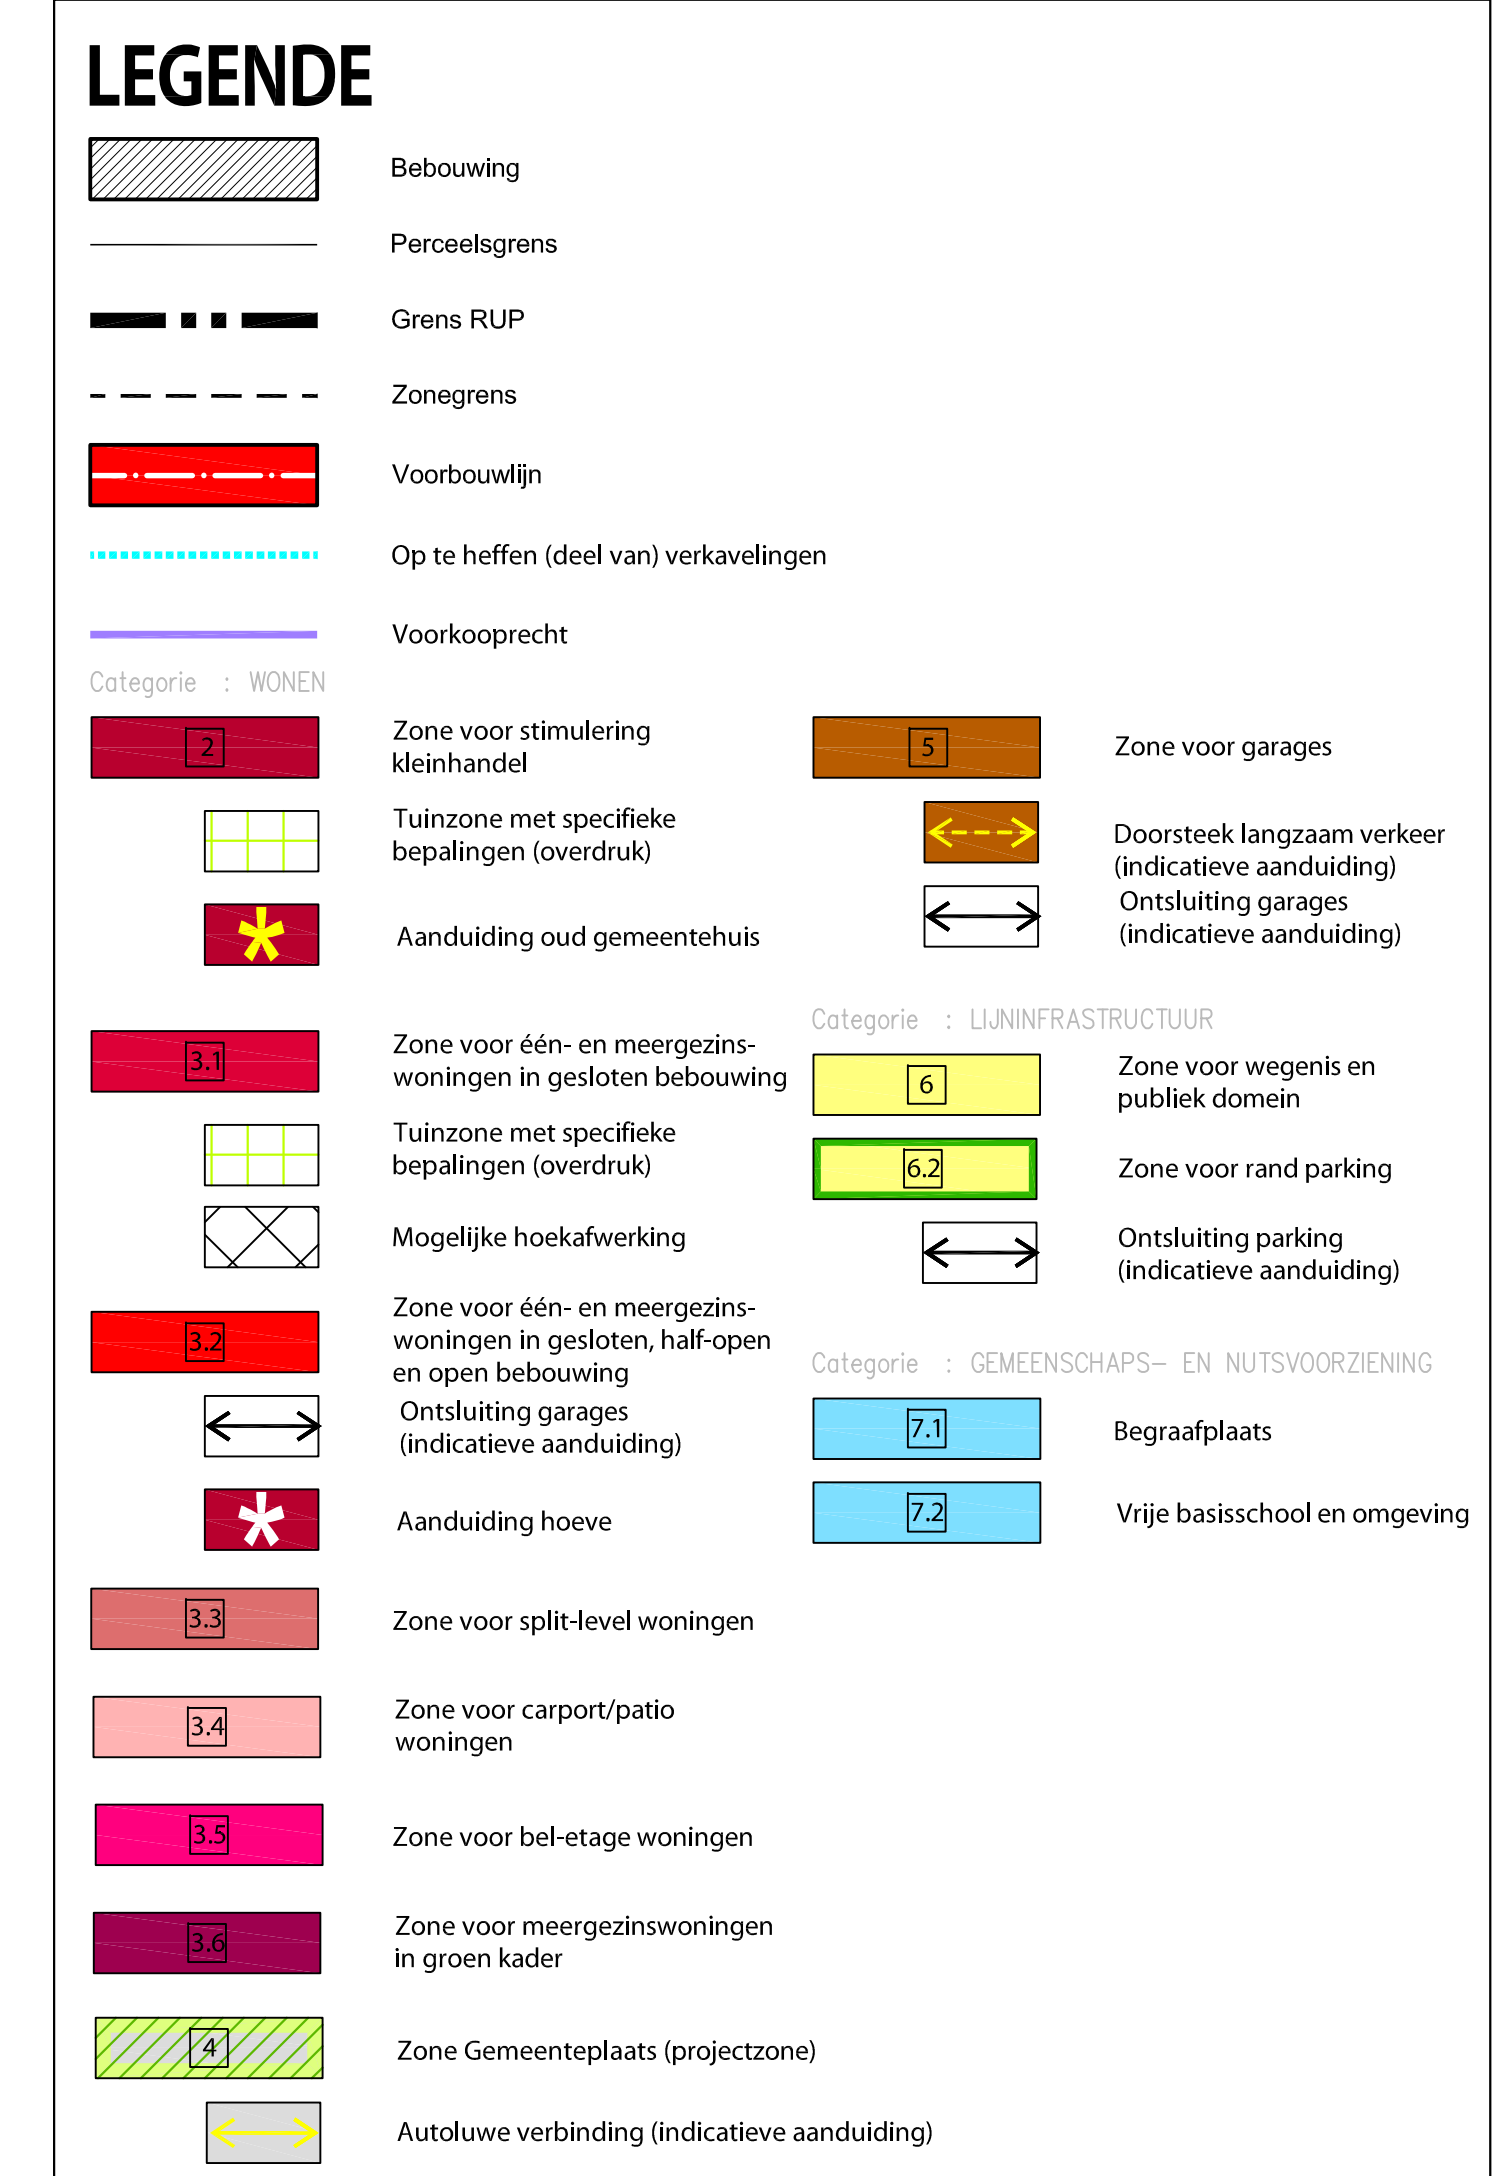 LEGENDE
Bebouwing
Perceelsgrens
Grens RUP
Zonegrens
Voorbouwlijn
Op te heffen (deel van) verkavelingen
Voorkooprecht
Categorie : WONEN
2
Zone voor stimulering
kleinhandel
Tuinzone met specifieke
bepalingen (overdruk)
Aanduiding oud gemeentehuis
3.1
Zone voor één- en meergezins-
woningen in gesloten bebouwing
Tuinzone met specifieke
bepalingen (overdruk)
Mogelijke hoekafwerking
3.2
Zone voor één- en meergezins-
woningen in gesloten, half-open
en open bebouwing
Ontsluiting garages
(indicatieve aanduiding)
Aanduiding hoeve
3.3
Zone voor split-level woningen
3.4
Zone voor carport/patio
woningen
3.5
Zone voor bel-etage woningen
3.6
Zone voor meergezinswoningen
in groen kader
4
Zone Gemeenteplaats (projectzone)
Autoluwe verbinding (indicatieve aanduiding)
5
Zone voor garages
Doorsteek langzaam verkeer
(indicatieve aanduiding)
Ontsluiting garages
(indicatieve aanduiding)
Categorie : LIJNINFRASTRUCTUUR
6
Zone voor wegenis en
publiek domein
6.2
Zone voor rand parking
Ontsluiting parking
(indicatieve aanduiding)
Categorie : GEMEENSCHAPS- EN NUTSVOORZIENING
7.1
Begraafplaats
7.2
Vrije basisschool en omgeving